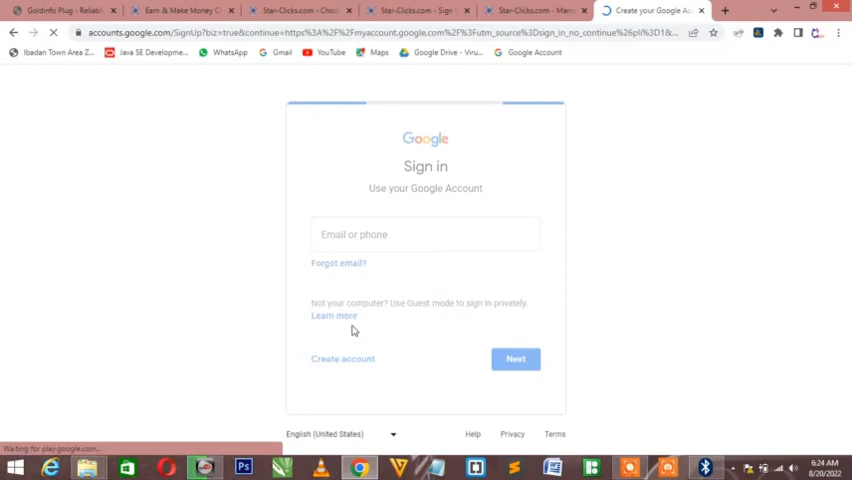 Goldinfo Plug - Reliabl
Earn & Make Money O
Star-Clicks.com - Choo
Star-Clicks.com - Sign
Star-Clicks.com - Man
Create your Google Ac
accounts.google.com/SignUp?biz=true&continue=https%3A%2F%2Fmyaccount.google.com%2F%3Futm_source%3Dsign_in_no_continue%26pli%3D1&...
Ibadan Town Area Z...
Java SE Developme...
WhatsApp
Gmail
YouTube
Maps
Google Drive - Viru...
Google Account
Google
Sign in
Use your Google Account
Email or phone
Forgot email?
Not your computer? Use Guest mode to sign in privately.
Learn more
Create account
Next
English (United States)
Help
Privacy
Terms
Waiting for play.google.com...
6:24 AM
8/20/2022